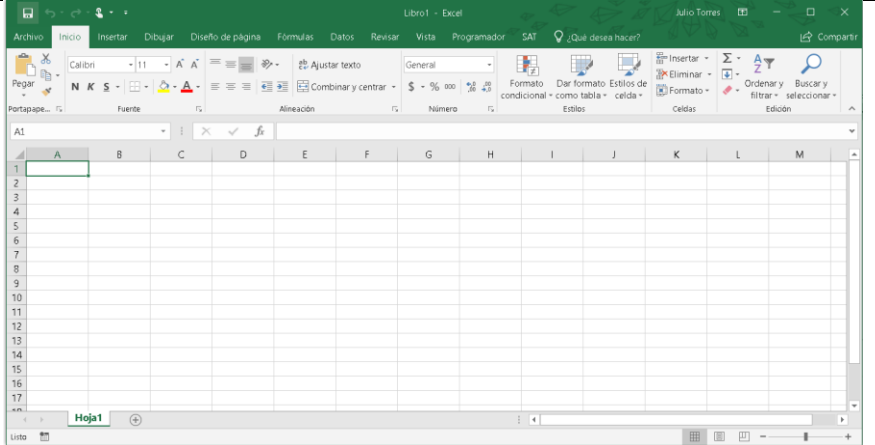 Libro1 - Excel
Julio Torres
Archivo Inicio Insertar Dibujar Diseño de página Fórmulas Datos Revisar Vista Programador SAT ¿Qué desea hacer? Compartir
Pegar
Calibri 11
N K S A
Ajustar texto
Combinar y centrar
General
$ % 000
Formato condicional
Dar formato como tabla
Estilos de celda
Insertar
Eliminar
Formato
Ordenar y filtrar
Buscar y seleccionar
Portapape... Fuente Alineación Número Estilos Celdas Edición
A1 fx
A B C D E F G H I J K L M
1
2
3
4
5
6
7
8
9
10
11
12
13
14
15
16
17
Hoja1
Listo